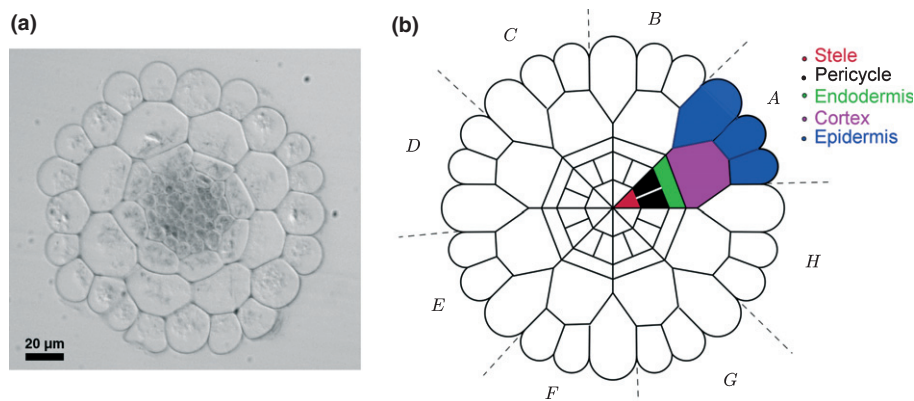 (a)
20 µm
(b)
A
B
C
D
E
F
G
H
Stele
Pericycle
Endodermis
Cortex
Epidermis